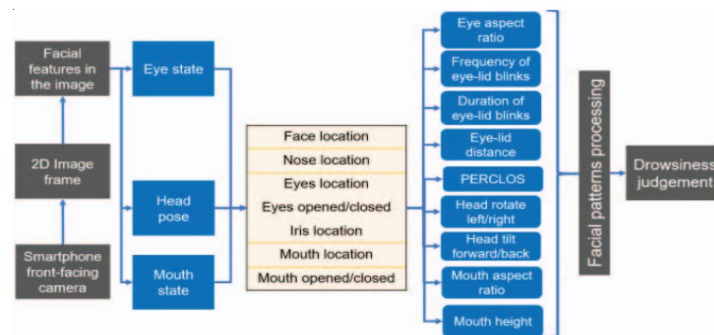 Facial
features in
the image
2D Image
frame
Smartphone
front-facing
camera
Eye state
Head
pose
Mouth
state
Face location
Nose location
Eyes location
Eyes opened/closed
Iris location
Mouth location
Mouth opened/closed
Eye aspect
ratio
Frequency of
eye-lid blinks
Duration of
eye-lid blinks
Eye-lid
distance
PERCLOS
Head rotate
left/right
Head tilt
forward/back
Mouth aspect
ratio
Mouth height
Facial patterns processing
Drowsiness
judgement